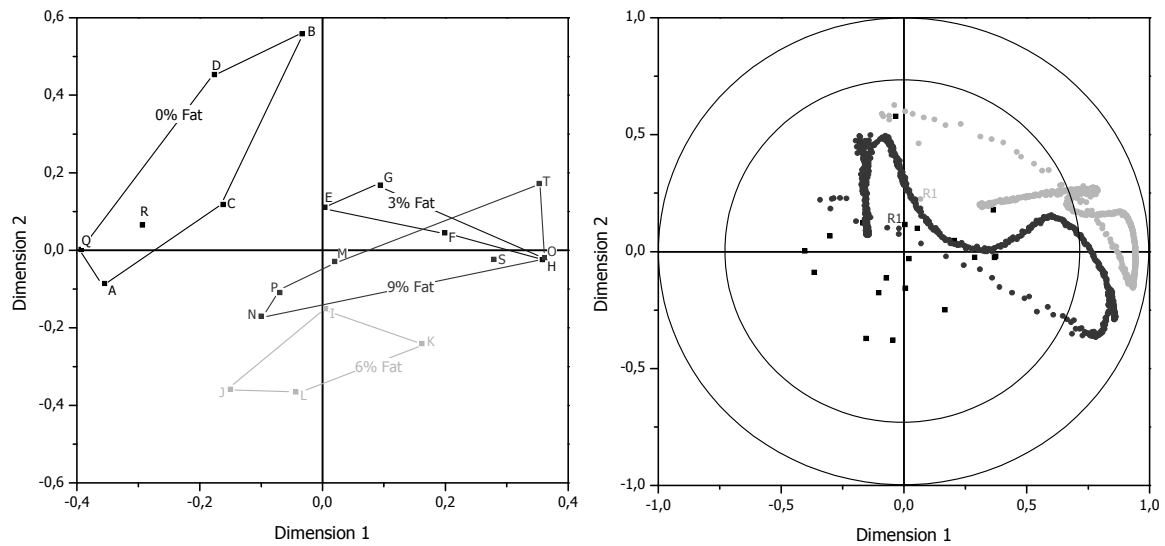 0,6
0,4
0,2
0,0
-0,2
-0,4
-0,6
Dimension 2
B
D
0% Fat
C
R
Q
A
G
E
3% Fat
T
F
M
S
O
H
P
9% Fat
N
I
K
6% Fat
J
L
-0,4
-0,2
0,0
0,2
0,4
Dimension 1
1,0
0,5
0,0
-0,5
-1,0
Dimension 2
R1
R1
-1,0
-0,5
0,0
0,5
1,0
Dimension 1